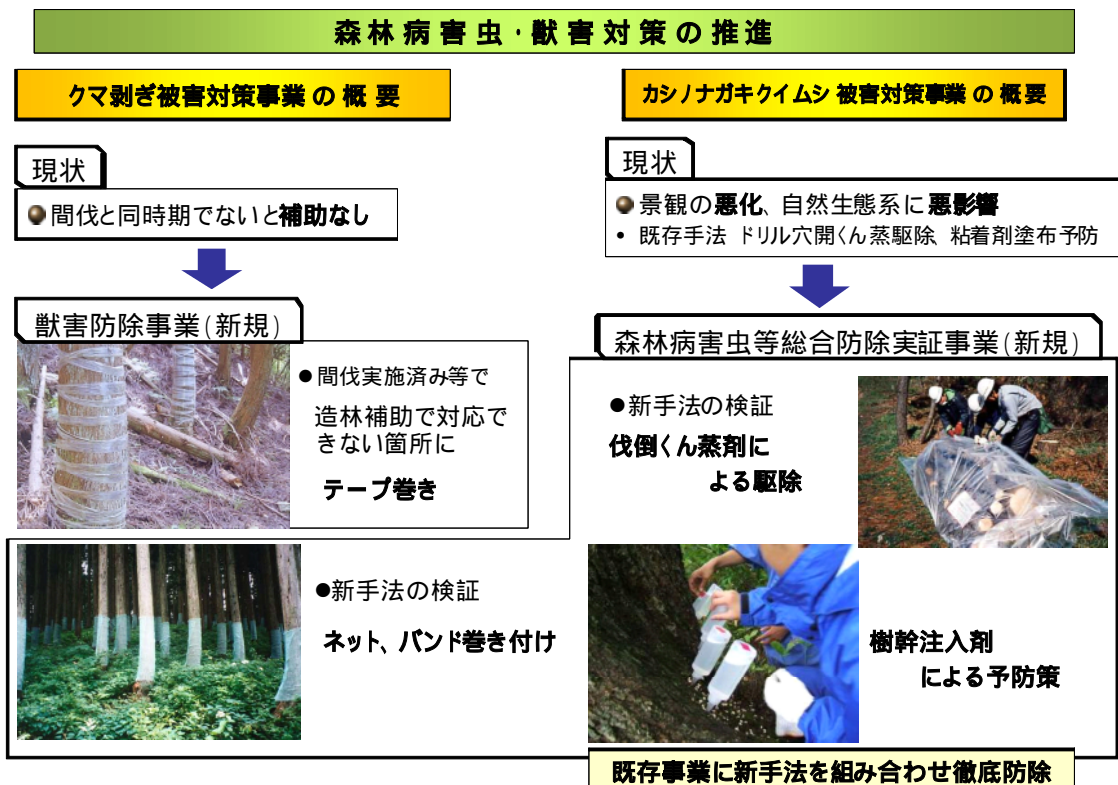 森林病害虫・獣害対策の推進
クマ剥ぎ被害対策事業の概要
現状
●間伐と同時期でないと補助なし
獣害防除事業(新規)
●間伐実施済み等で
造林補助で対応で
きない箇所に
テープ巻き
●新手法の検証
ネット、バンド巻き付け
カシノナガキクイムシ被害対策事業の概要
現状
●景観の悪化、自然生態系に悪影響
• 既存手法 ドリル穴開くん蒸駆除、粘着剤塗布予防
森林病害虫等総合防除実証事業(新規)
●新手法の検証
伐倒くん蒸剤に
よる駆除
樹幹注入剤
による予防策
既存事業に新手法を組み合わせ徹底防除